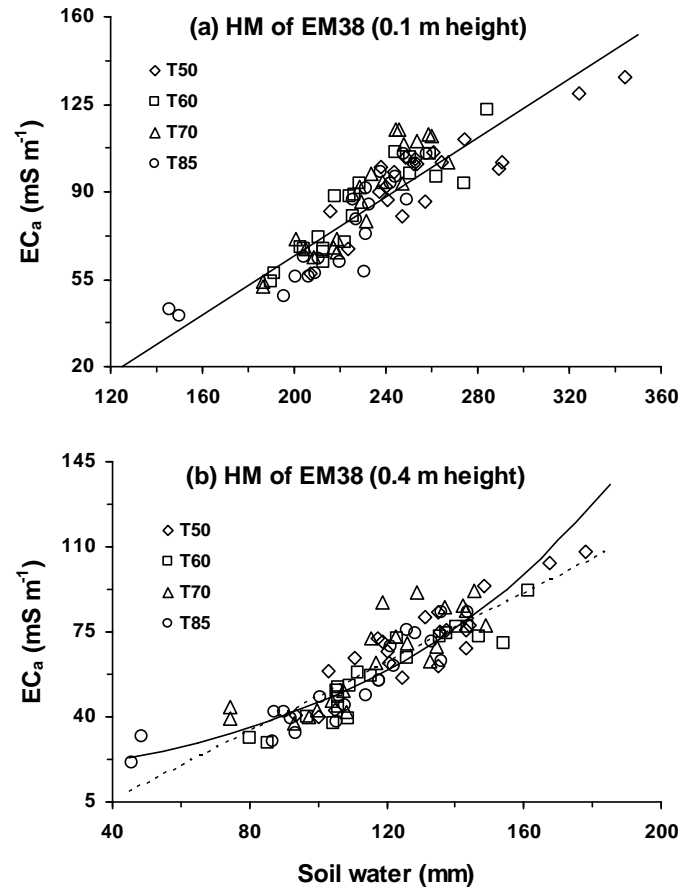 (a) HM of EM38 (0.1 m height)
160
125
90
55
20
ECa (mS m-1)
T50
T60
T70
T85
120 160 200 240 280 320 360
(b) HM of EM38 (0.4 m height)
145
110
75
40
5
ECa (mS m-1)
T50
T60
T70
T85
40 80 120 160 200
Soil water (mm)